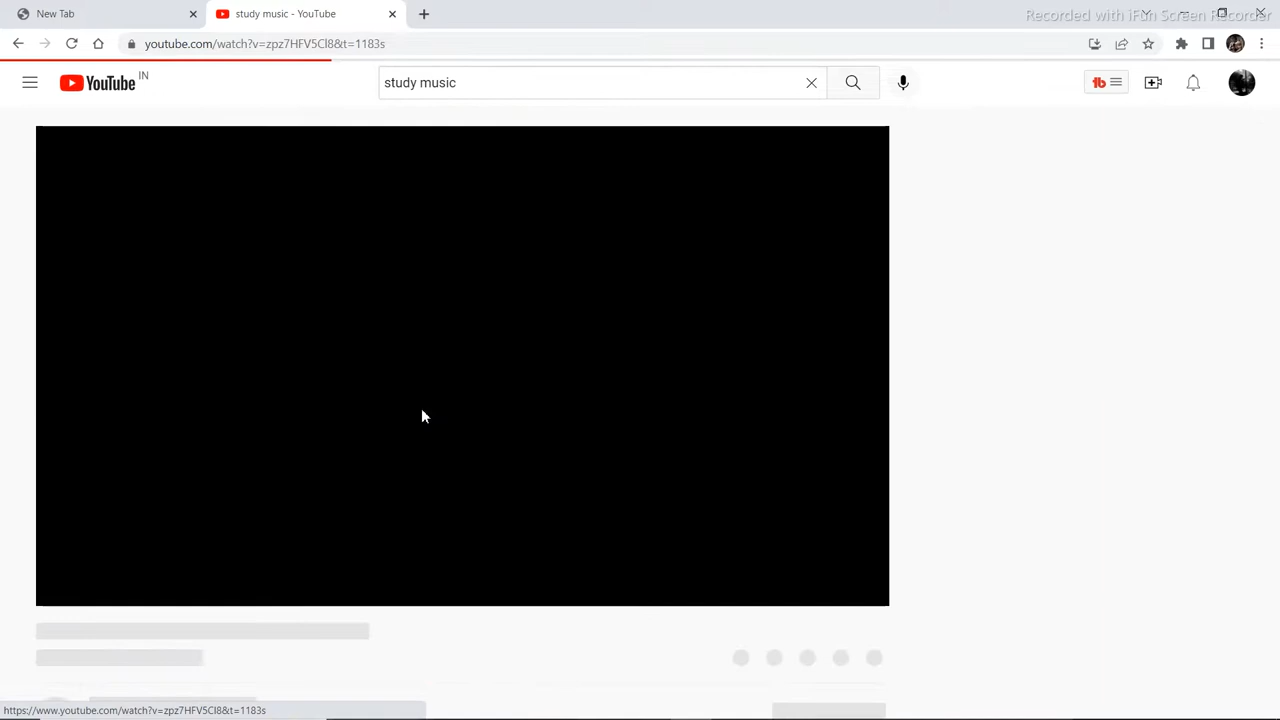 New Tab
study music - YouTube
Recorded with iFun Screen Recorder
youtube.com/watch?v=zpz7HFV5Cl8&t=1183s
YouTube IN
study music
https://www.youtube.com/watch?v=zpz7HFV5Cl8&t=1183s